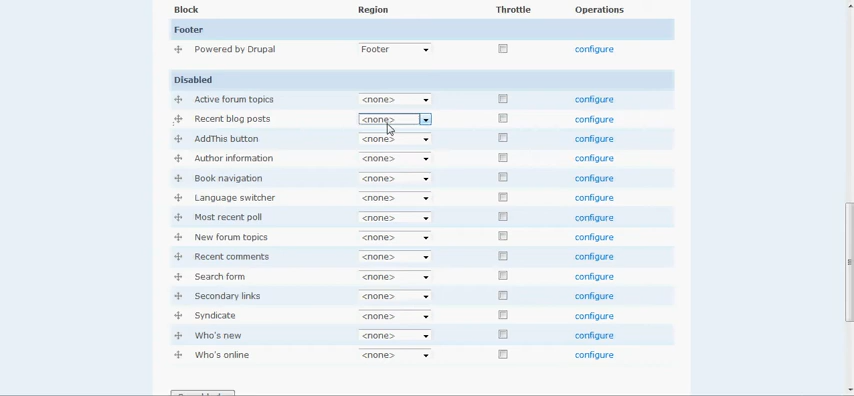 Block Region Throttle Operations
Footer
Powered by Drupal Footer configure
Disabled
Active forum topics <none> configure
Recent blog posts <none> configure
AddThis button <none> configure
Author information <none> configure
Book navigation <none> configure
Language switcher <none> configure
Most recent poll <none> configure
New forum topics <none> configure
Recent comments <none> configure
Search form <none> configure
Secondary links <none> configure
Syndicate <none> configure
Who's new <none> configure
Who's online <none> configure